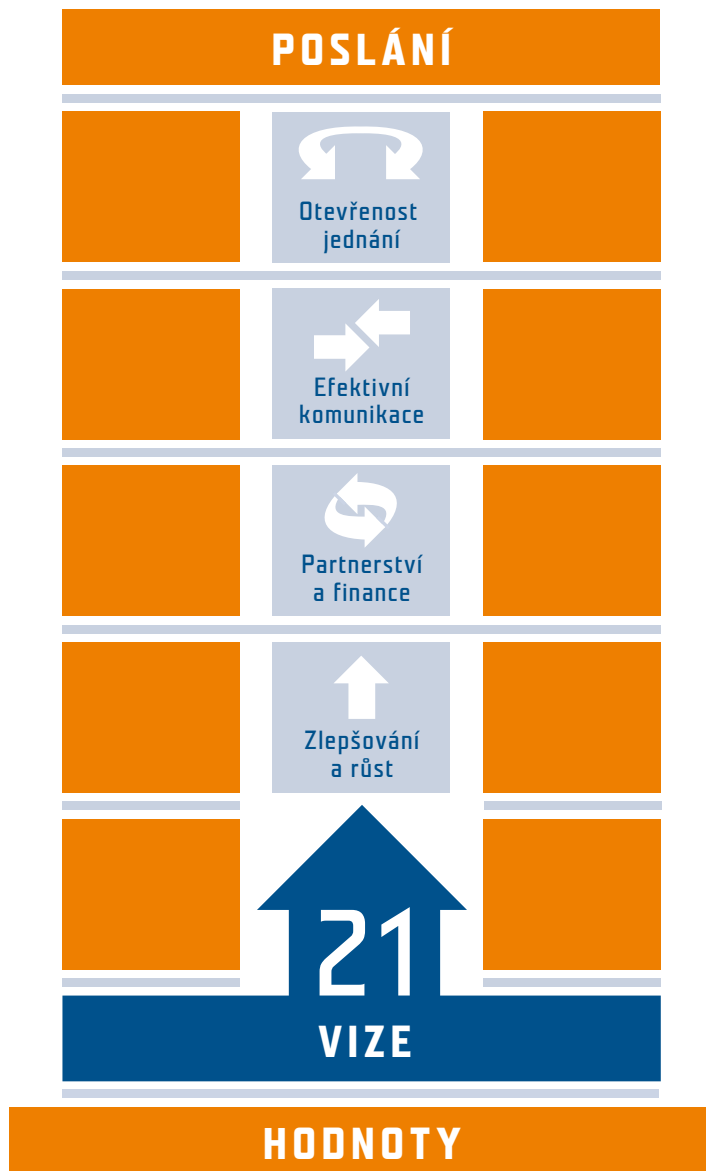 POSLÁNÍ
Otevřenost
jednání
Efektivní
komunikace
Partnerství
a finance
Zlepšování
a růst
21
VIZE
HODNOTY